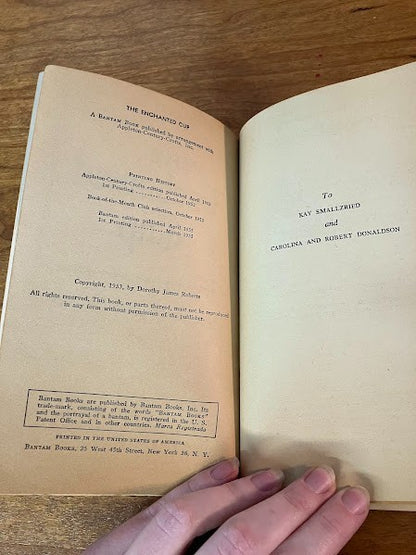 THE ENCHANTED CUP
A BANTAM BOOK published by arrangement with
Appleton-Century-Crofts, Inc.
PRINTING HISTORY
Appleton-Century-Crofts edition published April
1st Printing .......... October
Book-of-the-Month Club selection, October
Bantam edition published April
1st Printing .......... March
Copyright, 1953, by Dorothy James Roberts
All rights reserved. This book, or parts thereof, must not be reproduced
in any form without permission of the publisher.
Bantam Books are published by Bantam Books, Inc. Its
trade-mark, consisting of the words "BANTAM BOOKS"
and the portrayal of a bantam, is registered in the U. S.
Patent Office and in other countries. Marca Registrada
PRINTED IN THE UNITED STATES OF AMERICA
BANTAM BOOKS, 25 West 45th Street, New York 36, N. Y.
To
KAY SMALLZRIED
and
CAROLINA AND ROBERT DONALDSON